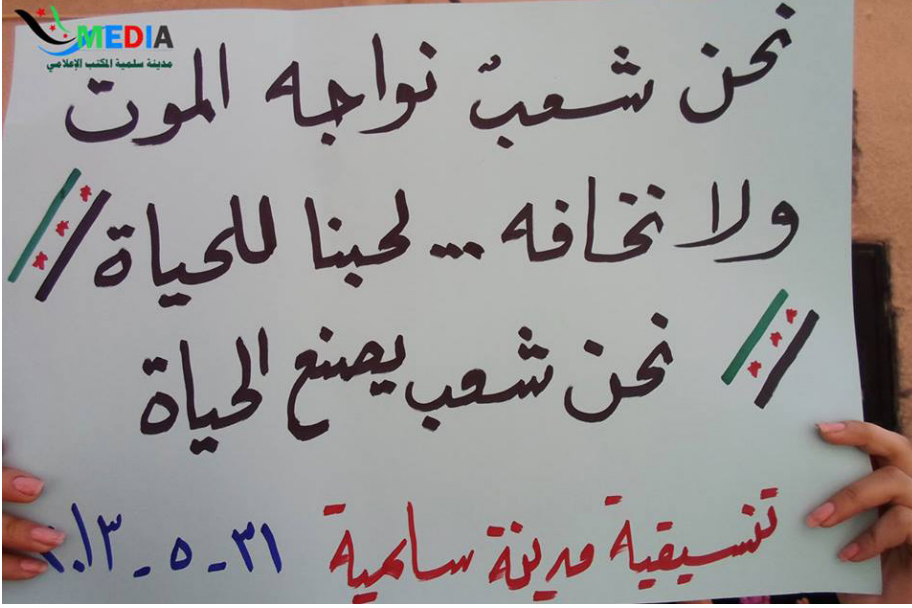 MEDIA
مدينة سلمية المكتب الإعلامي
نحن شعبٌ نواجه الموت
ولا نخافه ... لحبنا للحياة //
// نحن شعب يصنع الحياة
تنسيقية مدينة سلمية
٣١ - ٥ - ٢٠١٣